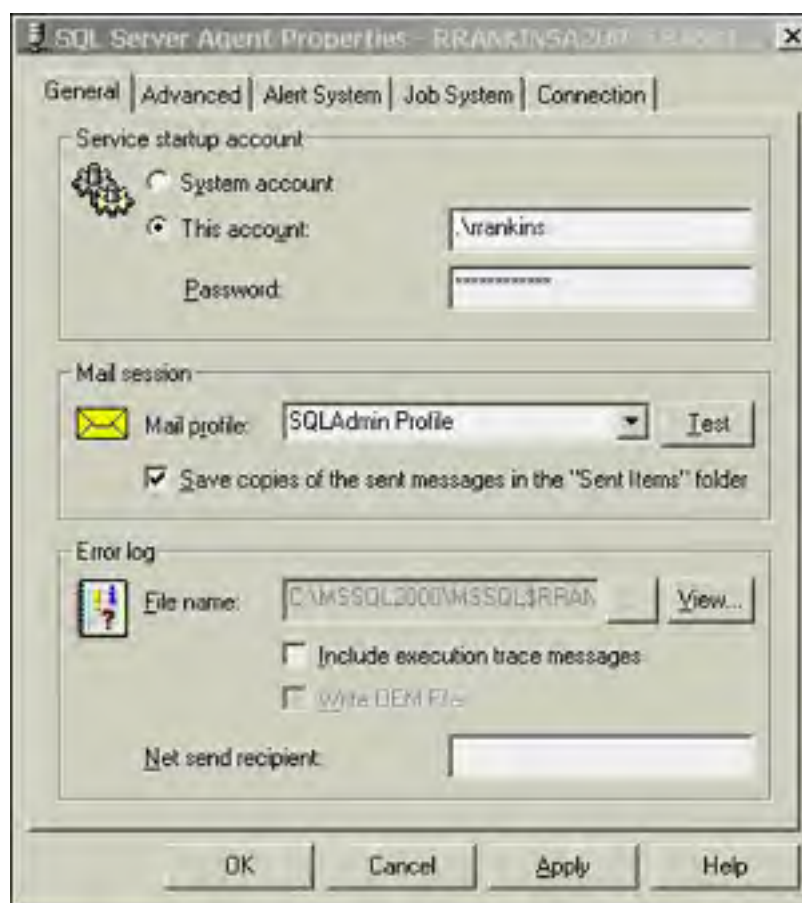 SQL Server Agent Properties - RRANKINSA20P
General Advanced Alert System Job System Connection
Service startup account
System account
This account: .\rrankins
Password: ************
Mail session
Mail profile: SQLAdmin Profile Test
Save copies of the sent messages in the "Sent Items" folder
Error log
File name: C:\MSSQL2000\MSSQL$RRAN View...
Include execution trace messages
Write OEM File
Net send recipient:
OK Cancel Apply Help